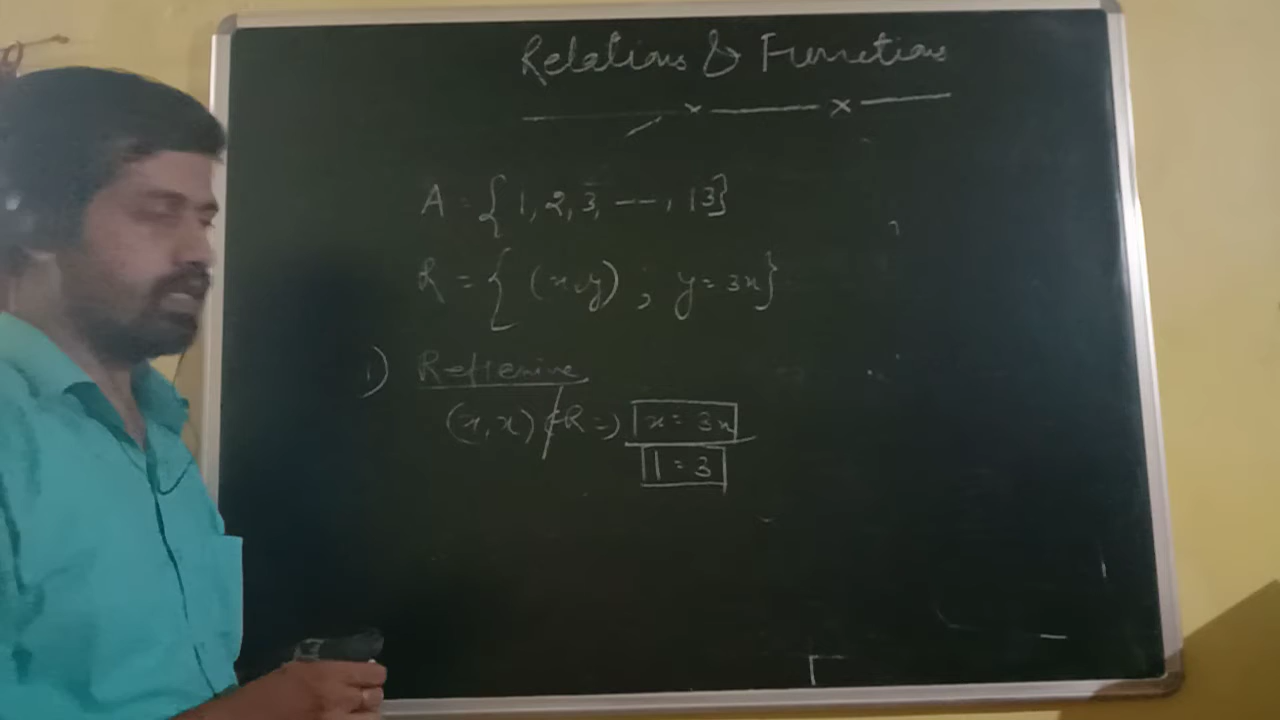 Relations & Functions
A = {1, 2, 3, ---, 13}
R = { (x,y) ; y = 3x}
1) Reflexive
(x, x) ∉ R => x = 3x
1 = 3